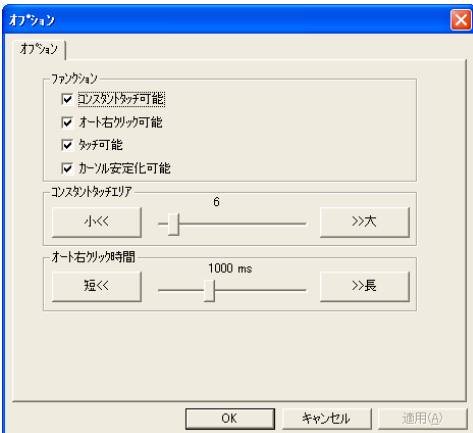 オプション
オプション
ファンクション
コンスタントタッチ可能
オート右クリック可能
タッチ可能
カーソル安定化可能
コンスタントタッチエリア
6
小<<
>>大
オート右クリック時間
1000 ms
短<<
>>長
OK
キャンセル
適用(A)